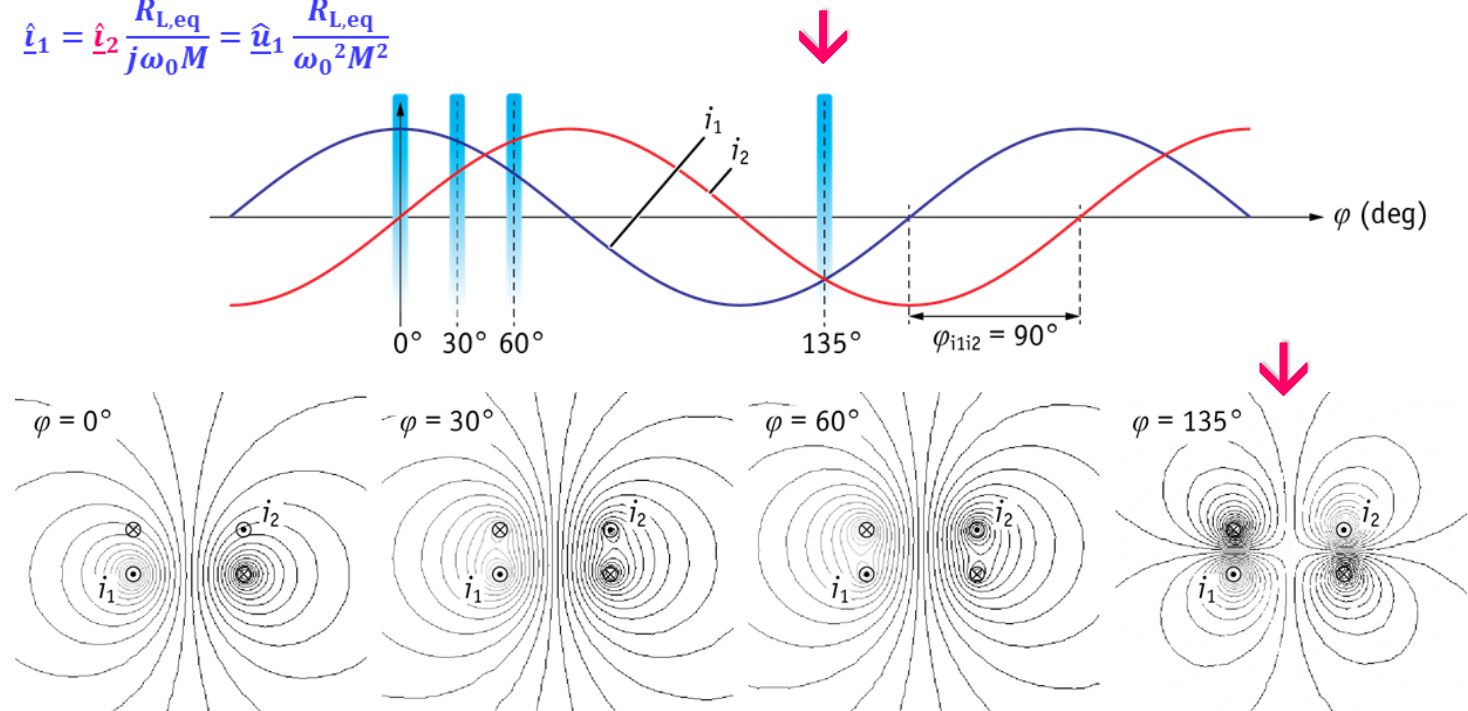 î₁ = î₂ R_L,eq / jω₀M = û₁ R_L,eq / ω₀²M²
i₁
i₂
φ (deg)
0° 30° 60° 135° φi1i2 = 90°
φ = 0° φ = 30° φ = 60° φ = 135°
i₂ i₂ i₂ i₂
i₁ i₁ i₁ i₁